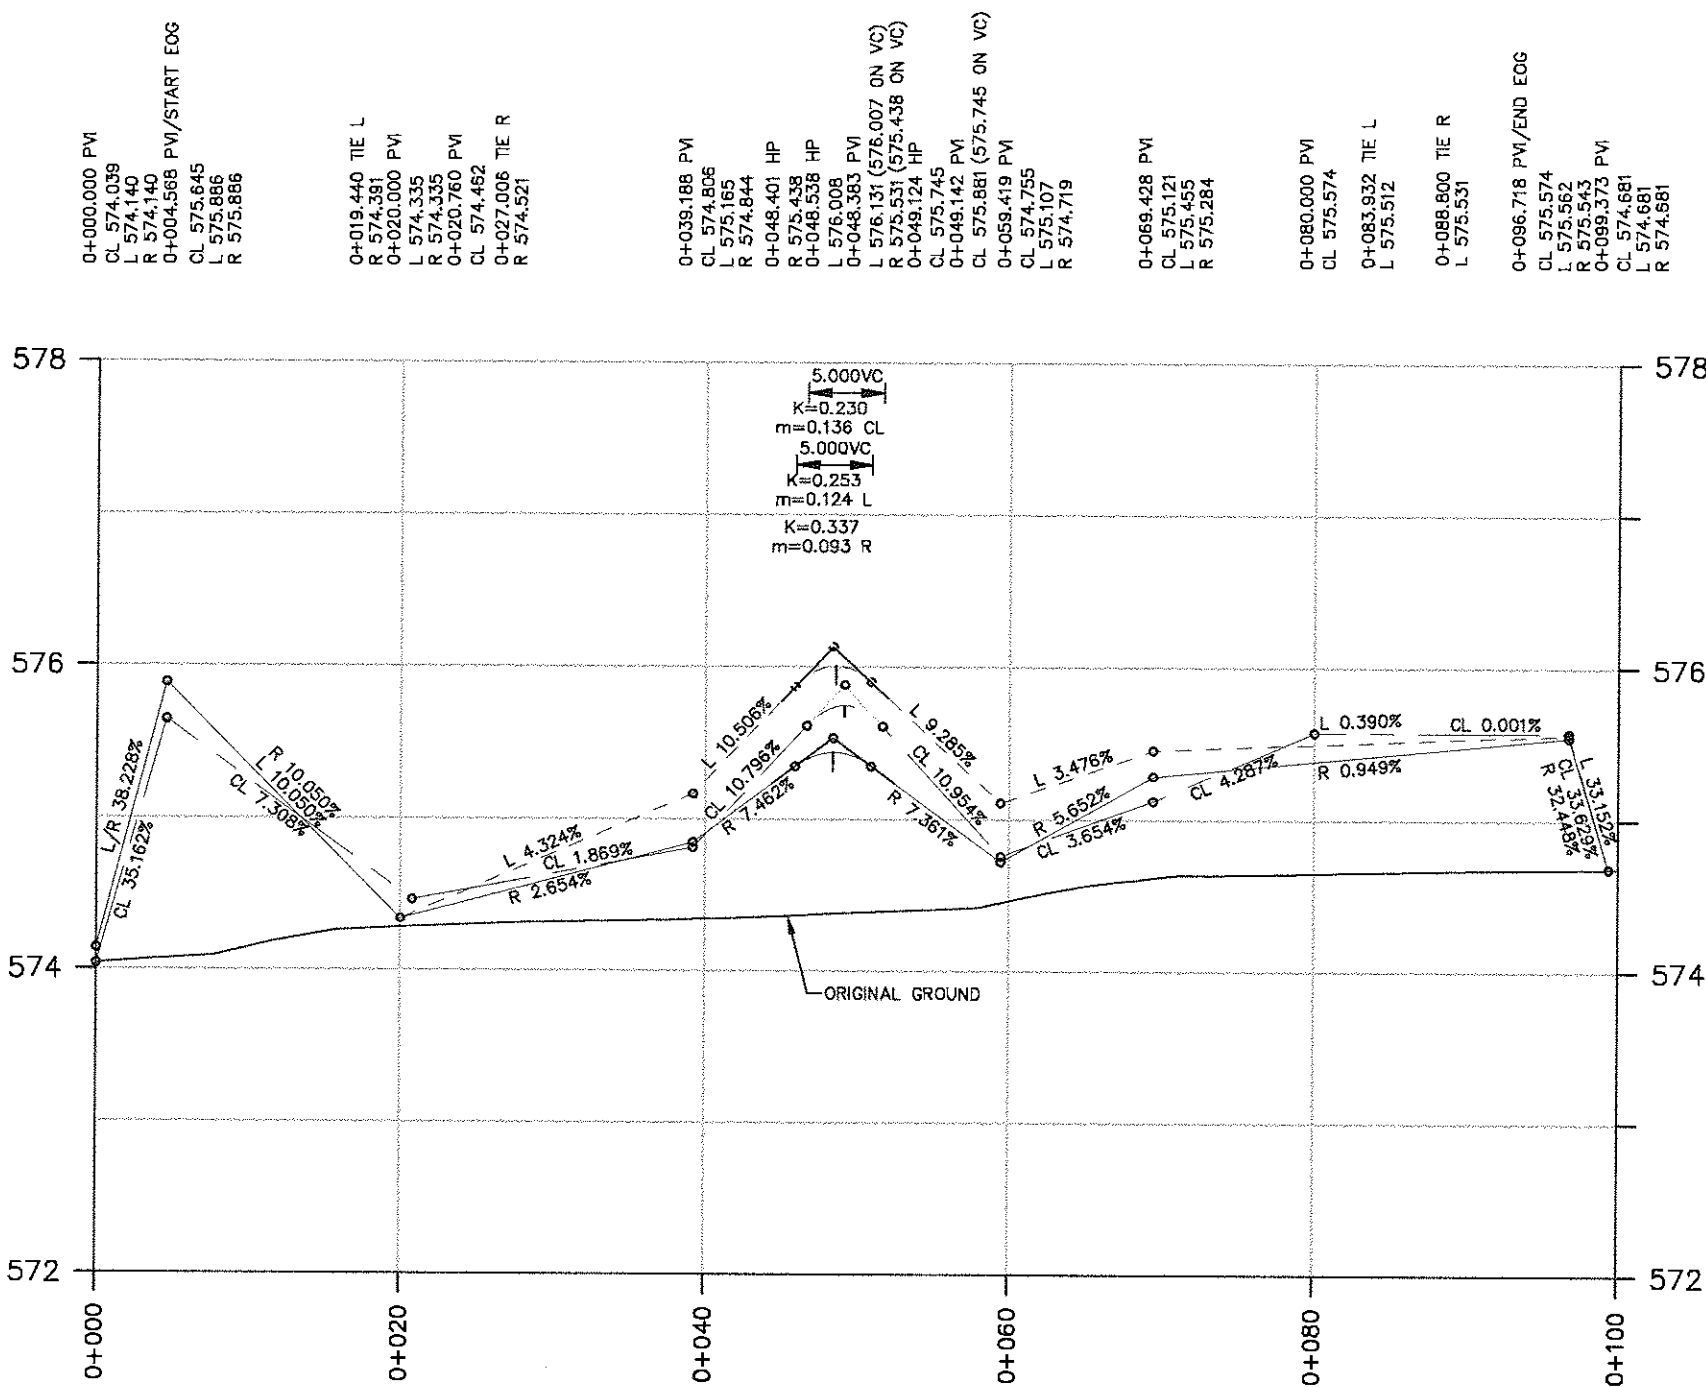 0+000.000 PVI
CL 574.039
L 574.140
R 574.140
0+004.568 PVI/START EOG
CL 575.645
L 575.886
R 575.886
0+019.440 TIE L
R 574.391
0+020.000 PVI
L 574.335
R 574.335
0+020.760 PVI
CL 574.462
0+027.006 TIE R
R 574.521
0+039.188 PVI
CL 574.806
L 575.165
R 574.844
0+048.401 HP
R 575.438
0+048.538 HP
L 576.008
0+048.383 PVI
L 576.131 (576.007 ON VC)
R 575.531 (575.438 ON VC)
0+049.124 HP
CL 575.745
0+049.142 PVI
CL 575.881 (575.745 ON VC)
0+059.419 PVI
CL 574.755
L 575.107
R 574.719
0+069.428 PVI
CL 575.121
L 575.455
R 575.284
0+080.000 PVI
CL 575.574
0+083.932 TIE L
L 575.512
0+088.800 TIE R
L 575.531
0+096.718 PVI/END EOG
CL 575.574
L 575.562
R 575.543
0+099.373 PVI
CL 574.681
L 574.681
R 574.681
578
578
5.000VC
K=0.230
m=0.136 CL
5.000VC
K=0.253
m=0.124 L
K=0.337
m=0.093 R
576
576
L/R 38.228%
CL 35.162%
R 10.050%
L 10.050%
CL 7.308%
L 4.324%
CL 1.869%
R 2.654%
L 10.506%
CL 10.796%
R 7.462%
L 9.285%
CL 10.954%
R 7.361%
L 3.476%
R 5.652%
CL 3.654%
CL 4.287%
L 0.390%
CL 0.001%
R 0.949%
L 33.152%
CL 33.629%
R 32.448%
574
574
ORIGINAL GROUND
572
572
0+000
0+020
0+040
0+060
0+080
0+100